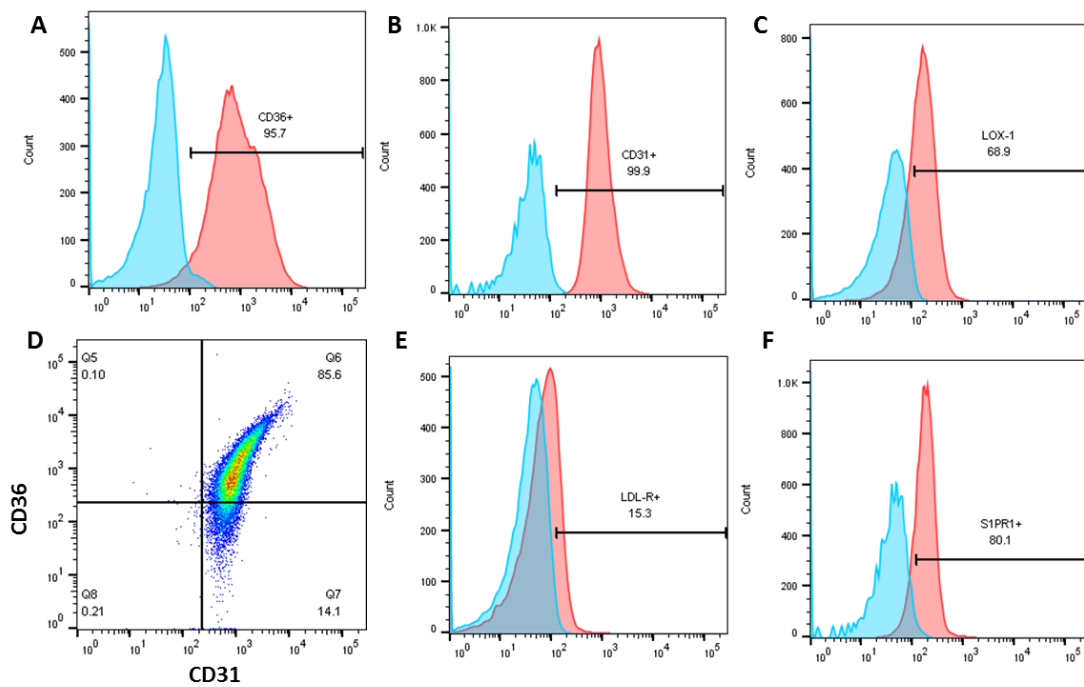 A
500
400
300
200
100
0
Count
CD36+
95.7
10⁰ 10¹ 10² 10³ 10⁴ 10⁵
B
1.0K
800
600
400
200
0
Count
CD31+
99.9
10⁰ 10¹ 10² 10³ 10⁴ 10⁵
C
800
600
400
200
0
Count
LOX-1
68.9
10⁰ 10¹ 10² 10³ 10⁴ 10⁵
D
Q5
0.10
Q6
85.6
10⁵
10⁴
10³
10²
10¹
10⁰
CD36
Q8
0.21
Q7
14.1
10⁰ 10¹ 10² 10³ 10⁴ 10⁵
CD31
E
500
400
300
200
100
0
Count
LDL-R+
15.3
10⁰ 10¹ 10² 10³ 10⁴ 10⁵
F
1.0K
800
600
400
200
0
Count
S1PR1+
80.1
10⁰ 10¹ 10² 10³ 10⁴ 10⁵